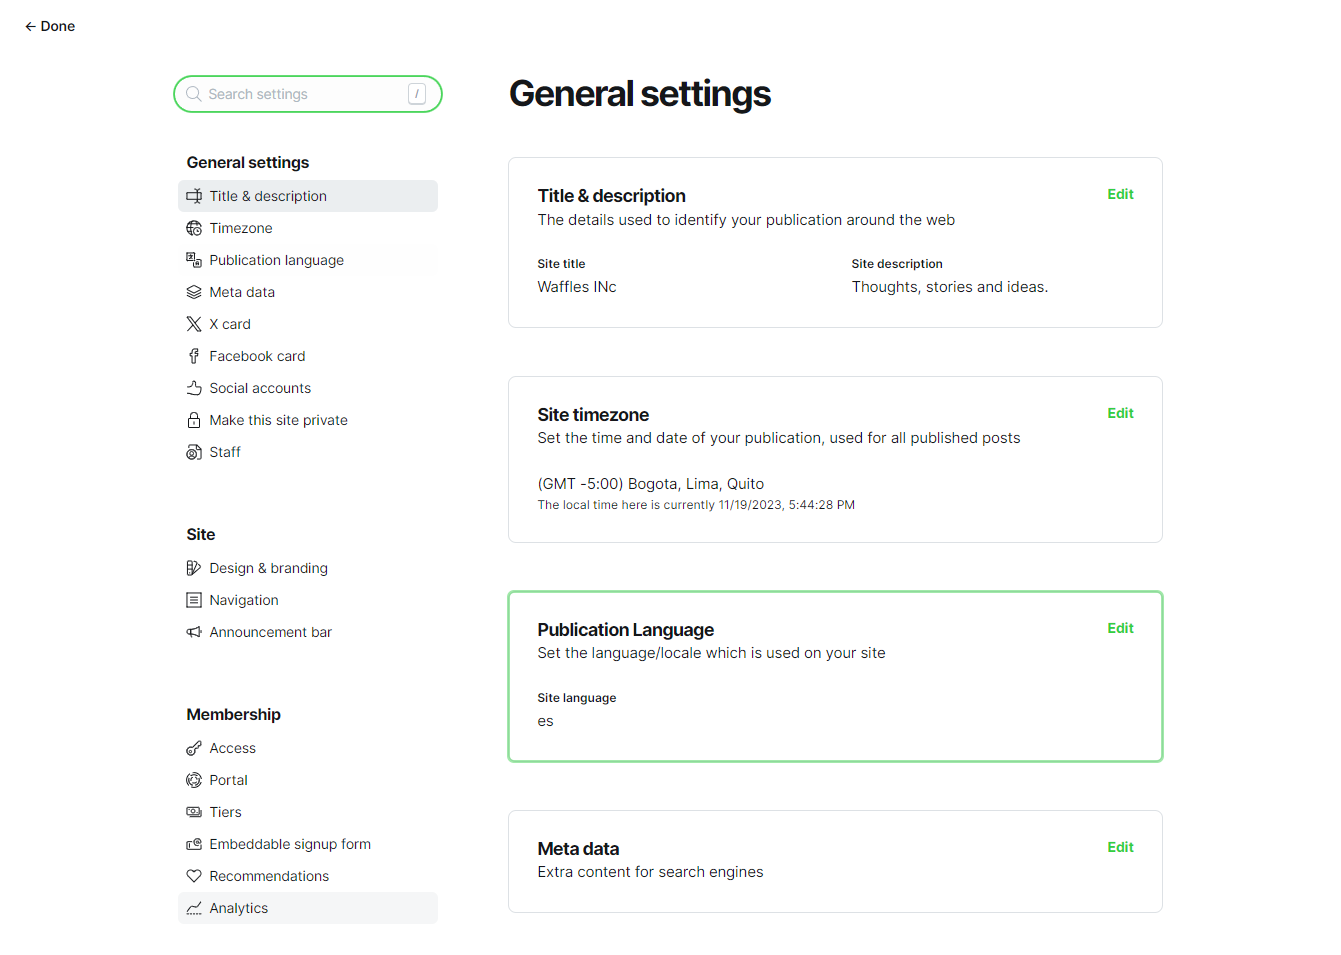 ← Done
Search settings /
General settings
Title & description
Timezone
Publication language
Meta data
X card
Facebook card
Social accounts
Make this site private
Staff
Site
Design & branding
Navigation
Announcement bar
Membership
Access
Portal
Tiers
Embeddable signup form
Recommendations
Analytics
General settings
Title & description
Edit
The details used to identify your publication around the web
Site title
Waffles INc
Site description
Thoughts, stories and ideas.
Site timezone
Edit
Set the time and date of your publication, used for all published posts
(GMT -5:00) Bogota, Lima, Quito
The local time here is currently 11/19/2023, 5:44:28 PM
Publication Language
Edit
Set the language/locale which is used on your site
Site language
es
Meta data
Edit
Extra content for search engines